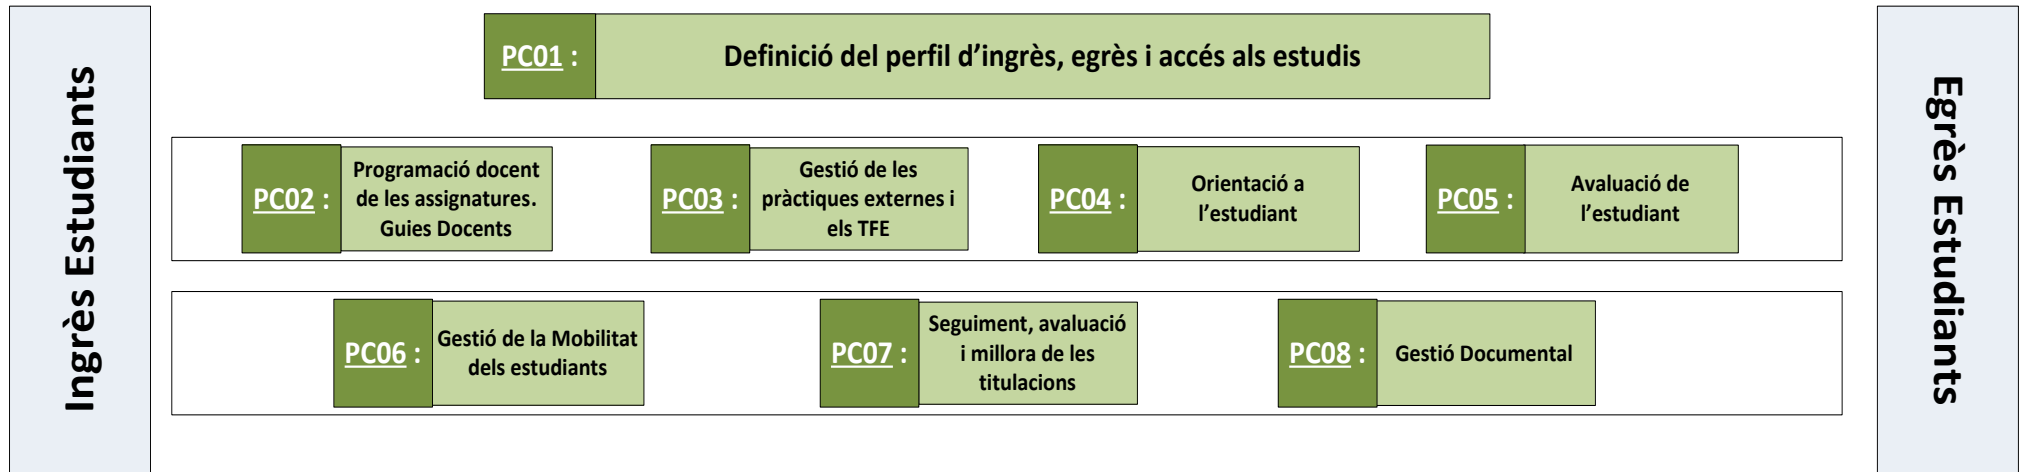 Ingrès Estudiants
PC01 :
Definició del perfil d’ingrès, egrès i accés als estudis
PC02 :
Programació docent
de les assignatures.
Guies Docents
PC03 :
Gestió de les
pràctiques externes i
els TFE
PC04 :
Orientació a
l’estudiant
PC05 :
Avaluació de
l’estudiant
PC06 :
Gestió de la Mobilitat
dels estudiants
PC07 :
Seguiment, avaluació
i millora de les
titulacions
PC08 :
Gestió Documental
Egrès Estudiants